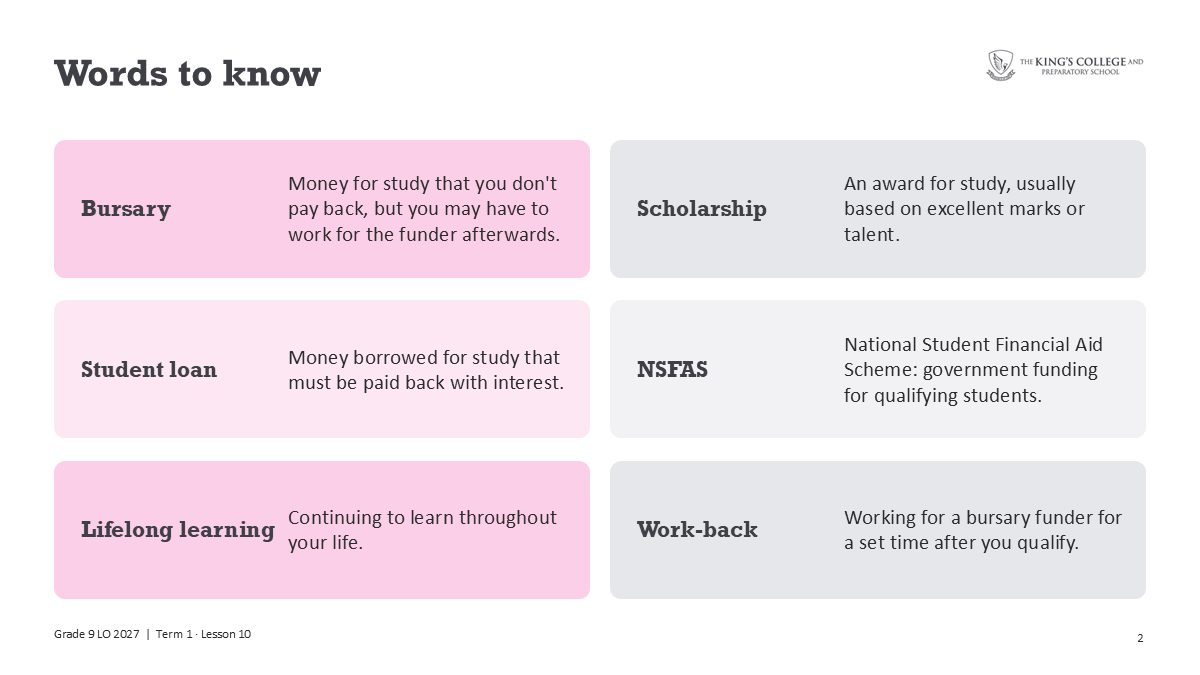 Words to know
THE KING'S COLLEGE AND
PREPARATORY SCHOOL
Bursary
Money for study that you don't
pay back, but you may have to
work for the funder afterwards.
Scholarship
An award for study, usually
based on excellent marks or
talent.
Student loan
Money borrowed for study that
must be paid back with interest.
NSFAS
National Student Financial Aid
Scheme: government funding
for qualifying students.
Lifelong learning
Continuing to learn throughout
your life.
Work-back
Working for a bursary funder for
a set time after you qualify.
Grade 9 LO 2027 | Term 1 · Lesson 10
2